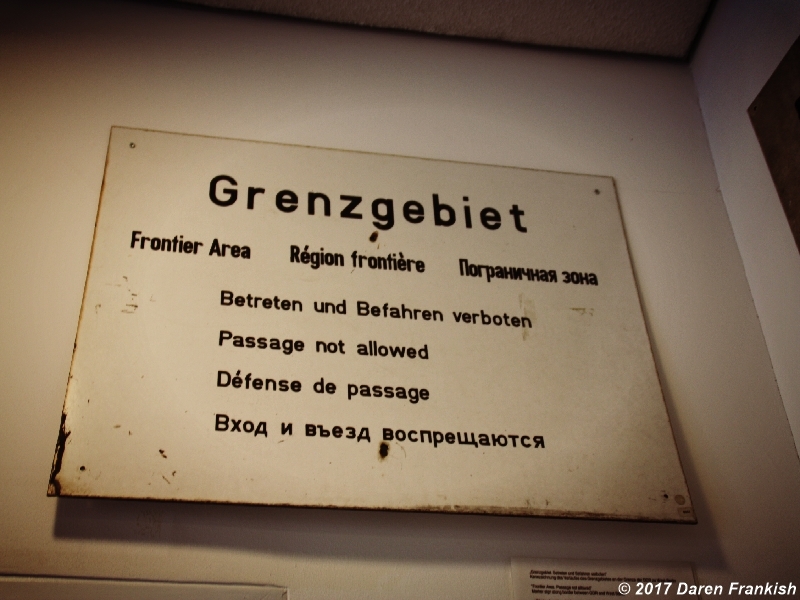 Grenzgebiet
Frontier Area Région frontière Пограничная зона
Betreten und Befahren verboten
Passage not allowed
Défense de passage
Вход и въезд воспрещаются
© 2017 Daren Frankish